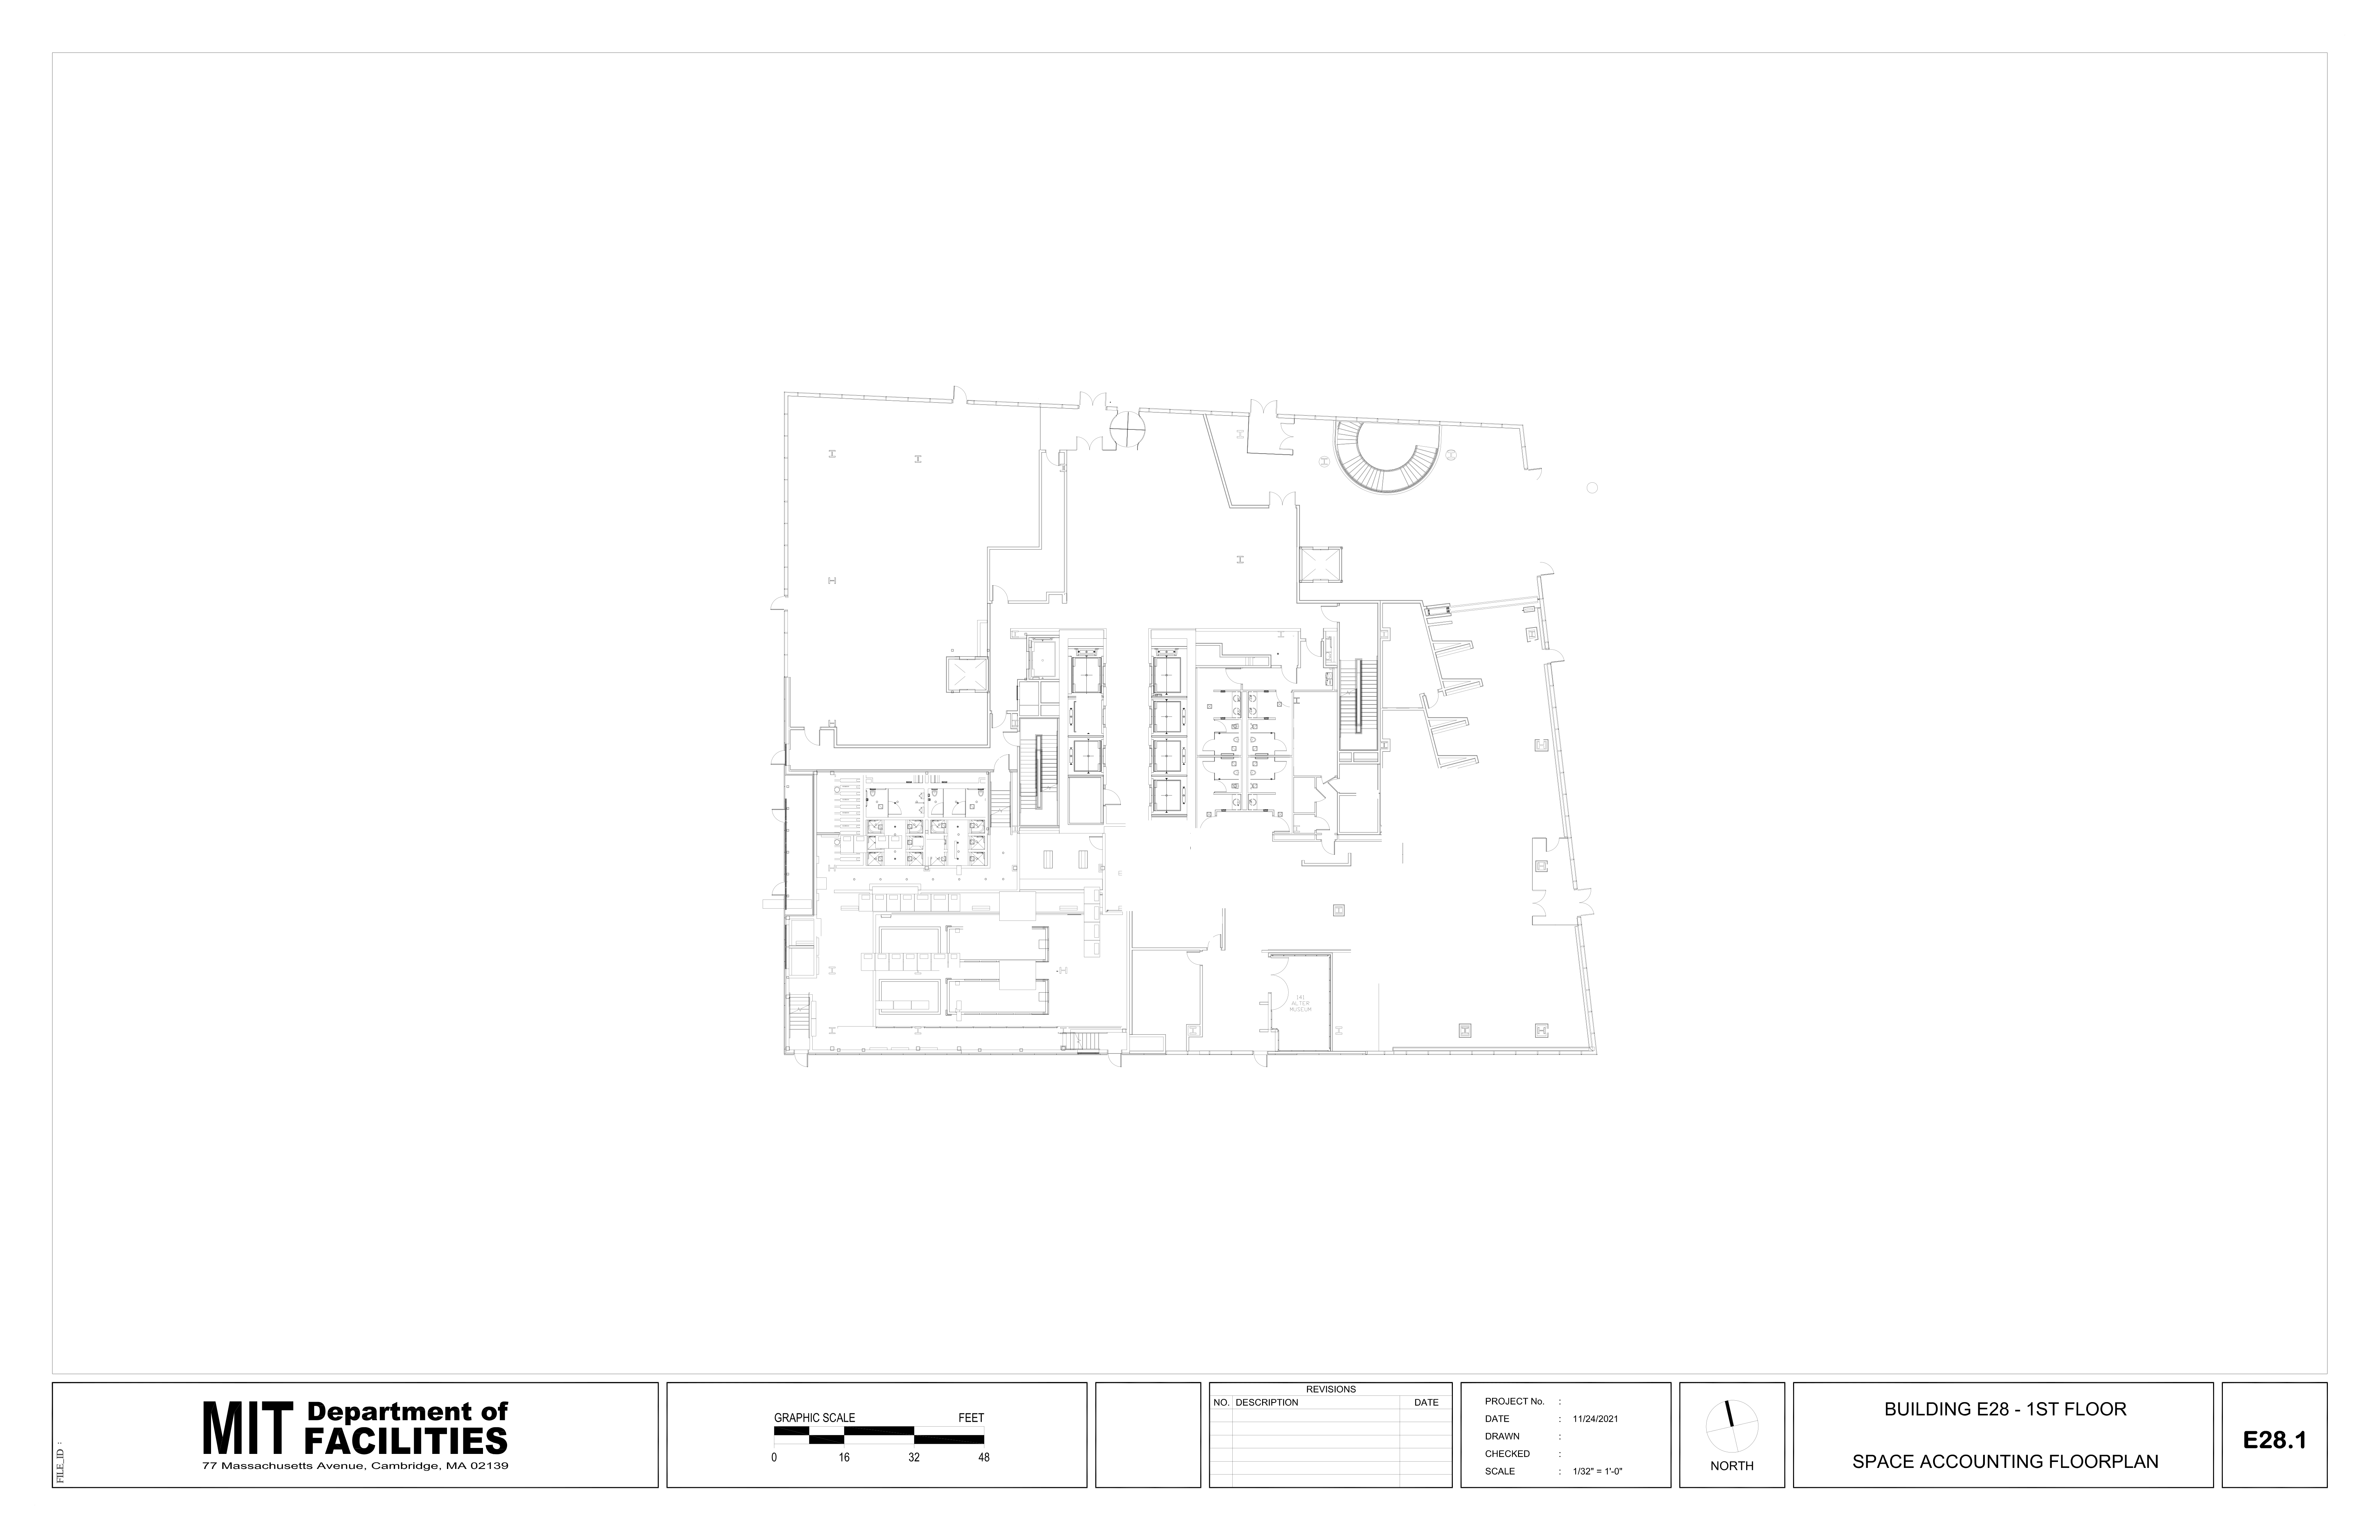 (4)
ALTER
MUSEUM
FILE_ID :
MIT Department of
FACILITIES
77 Massachusetts Avenue, Cambridge, MA 02139
GRAPHIC SCALE FEET
0 16 32 48
REVISIONS
NO. DESCRIPTION DATE
PROJECT No. :
DATE : 11/24/2021
DRAWN :
CHECKED :
SCALE : 1/32" = 1'-0"
NORTH
BUILDING E28 - 1ST FLOOR
SPACE ACCOUNTING FLOORPLAN
E28.1